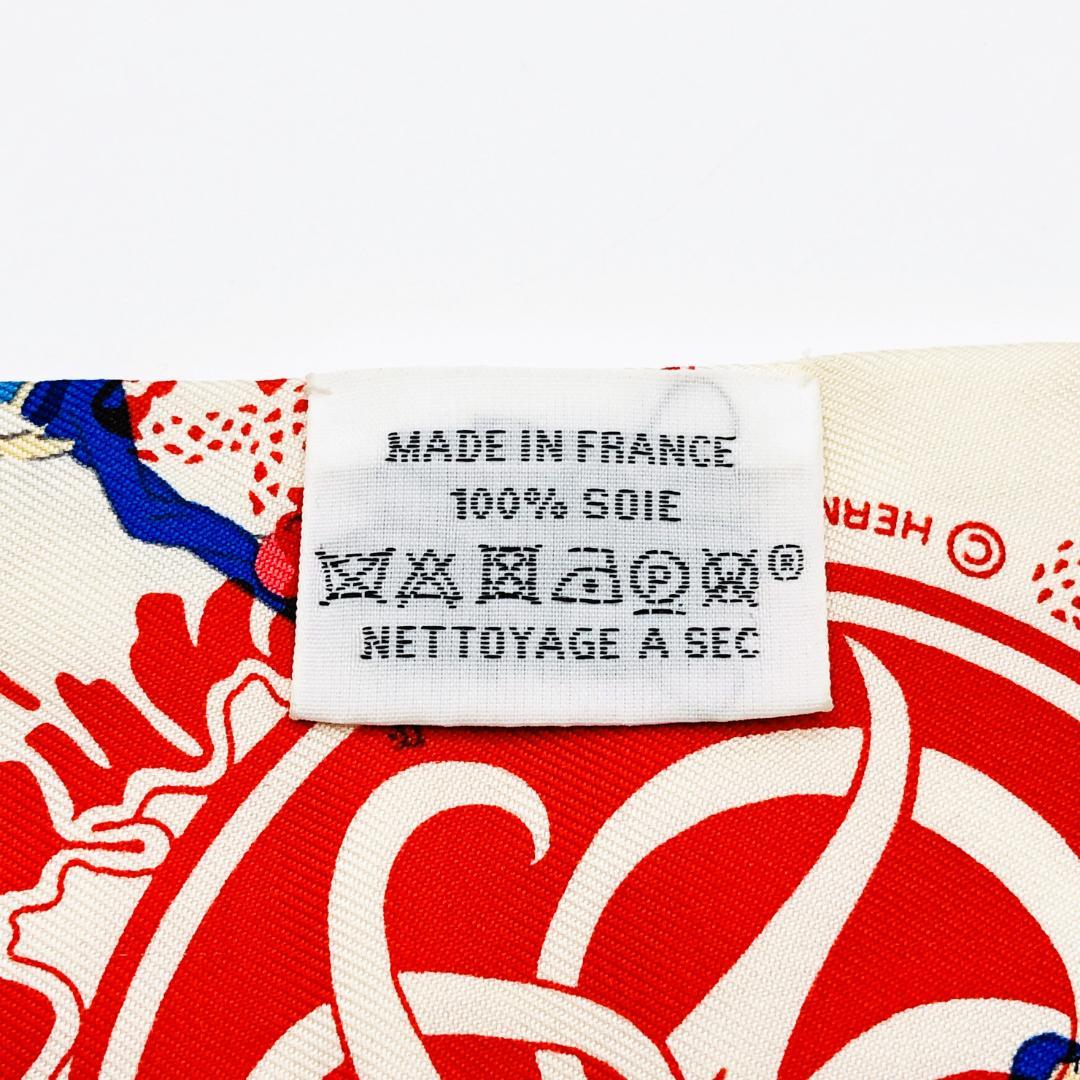 MADE IN FRANCE
100% SOIE
P W ®
NETTOYAGE A SEC
© HERM